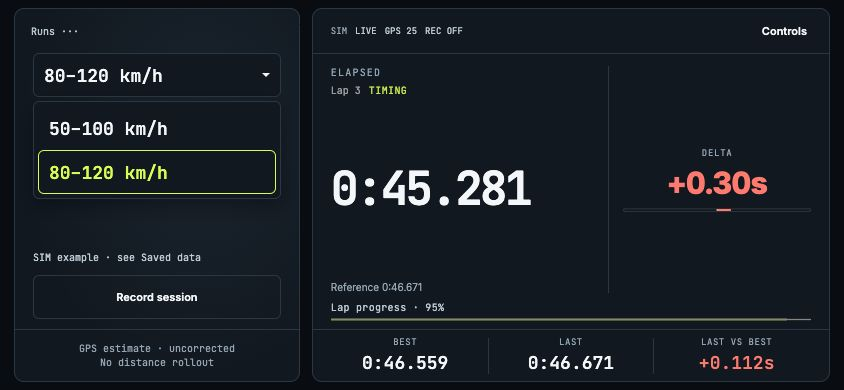 Runs ···
80–120 km/h
50–100 km/h
80–120 km/h
SIM example · see Saved data
Record session
GPS estimate · uncorrected
No distance rollout
SIM LIVE GPS 25 REC OFF
Controls
ELAPSED
Lap 3 TIMING
0:45.281
Reference 0:46.671
Lap progress · 95%
DELTA
+0.30s
BEST
0:46.559
LAST
0:46.671
LAST VS BEST
+0.112s